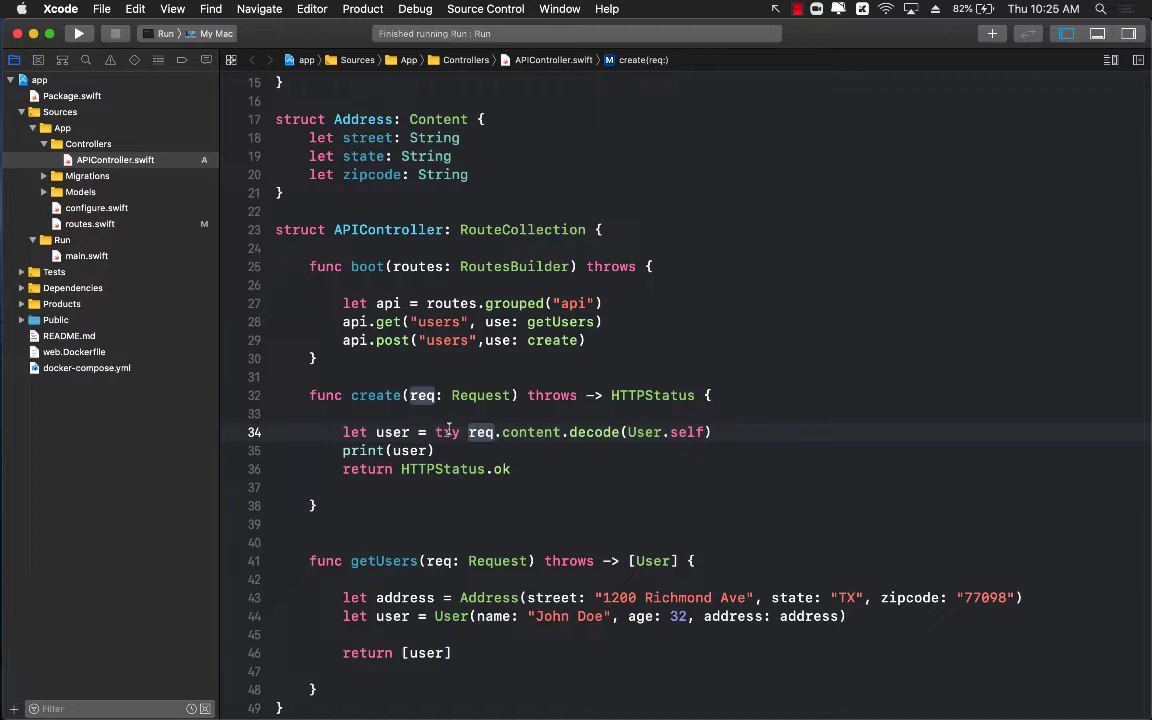 Xcode File Edit View Find Navigate Editor Product Debug Source Control Window Help 82% Thu Jan 30 10:25 AM
Run My Mac Finished running Run : Run
app Sources App Controllers APIController.swift M create(req:)
app
Package.swift
Sources
App
Controllers
APIController.swift A
Migrations
Models
configure.swift
routes.swift M
Run
main.swift
Tests
Dependencies
Products
Public
README.md
web.Dockerfile
docker-compose.yml
Filter
15 }
16
17 struct Address: Content {
18 let street: String
19 let state: String
20 let zipcode: String
21 }
22
23 struct APIController: RouteCollection {
24
25 func boot(routes: RoutesBuilder) throws {
26
27 let api = routes.grouped("api")
28 api.get("users", use: getUsers)
29 api.post("users",use: create)
30 }
31
32 func create(req: Request) throws -> HTTPStatus {
33
34 let user = try req.content.decode(User.self)
35 print(user)
36 return HTTPStatus.ok
37
38 }
39
40
41 func getUsers(req: Request) throws -> [User] {
42
43 let address = Address(street: "1200 Richmond Ave", state: "TX", zipcode: "77098")
44 let user = User(name: "John Doe", age: 32, address: address)
45
46 return [user]
47
48 }
49 }